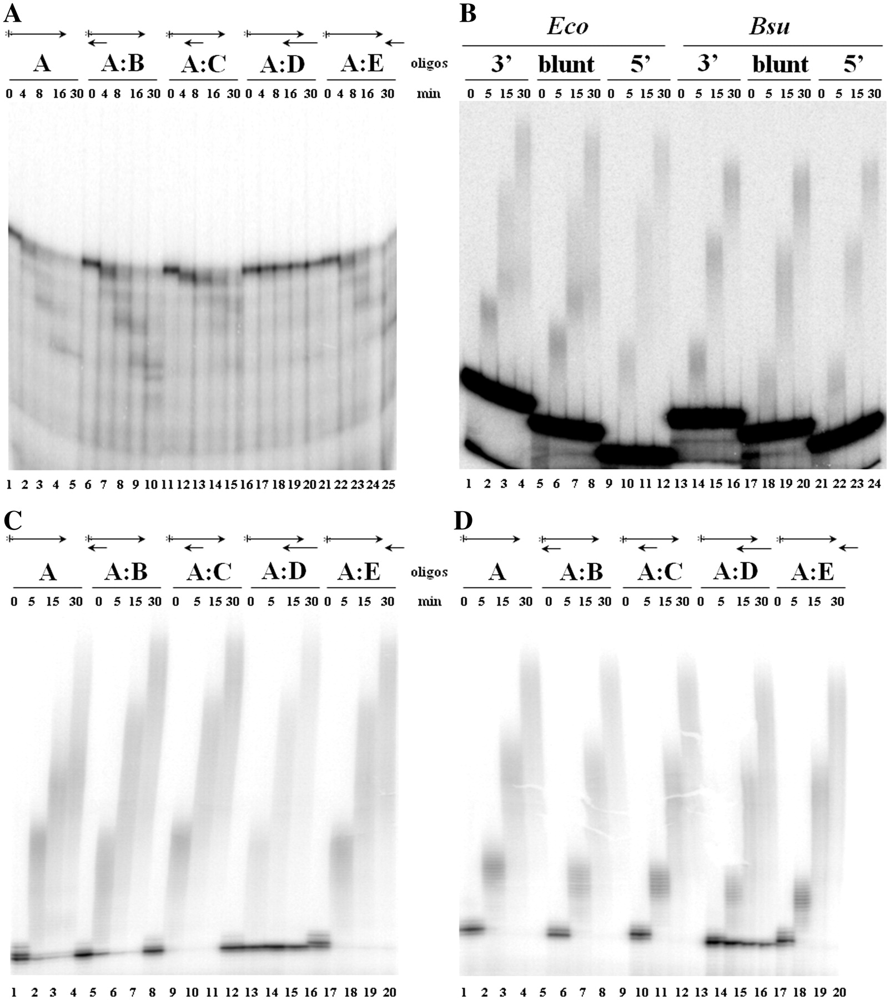 A
A A:B A:C A:D A:E oligos
0 4 8 16 30 0 4 8 16 30 0 4 8 16 30 0 4 8 16 30 0 4 8 16 30 min
1 2 3 4 5 6 7 8 9 10 11 12 13 14 15 16 17 18 19 20 21 22 23 24 25
B
Eco Bsu
3’ blunt 5’ 3’ blunt 5’
0 5 15 30 0 5 15 30 0 5 15 30 0 5 15 30 0 5 15 30 0 5 15 30
1 2 3 4 5 6 7 8 9 10 11 12 13 14 15 16 17 18 19 20 21 22 23 24
C
A A:B A:C A:D A:E oligos
0 5 15 30 0 5 15 30 0 5 15 30 0 5 15 30 0 5 15 30 min
1 2 3 4 5 6 7 8 9 10 11 12 13 14 15 16 17 18 19 20
D
A A:B A:C A:D A:E
0 5 15 30 0 5 15 30 0 5 15 30 0 5 15 30 0 5 15 30
1 2 3 4 5 6 7 8 9 10 11 12 13 14 15 16 17 18 19 20